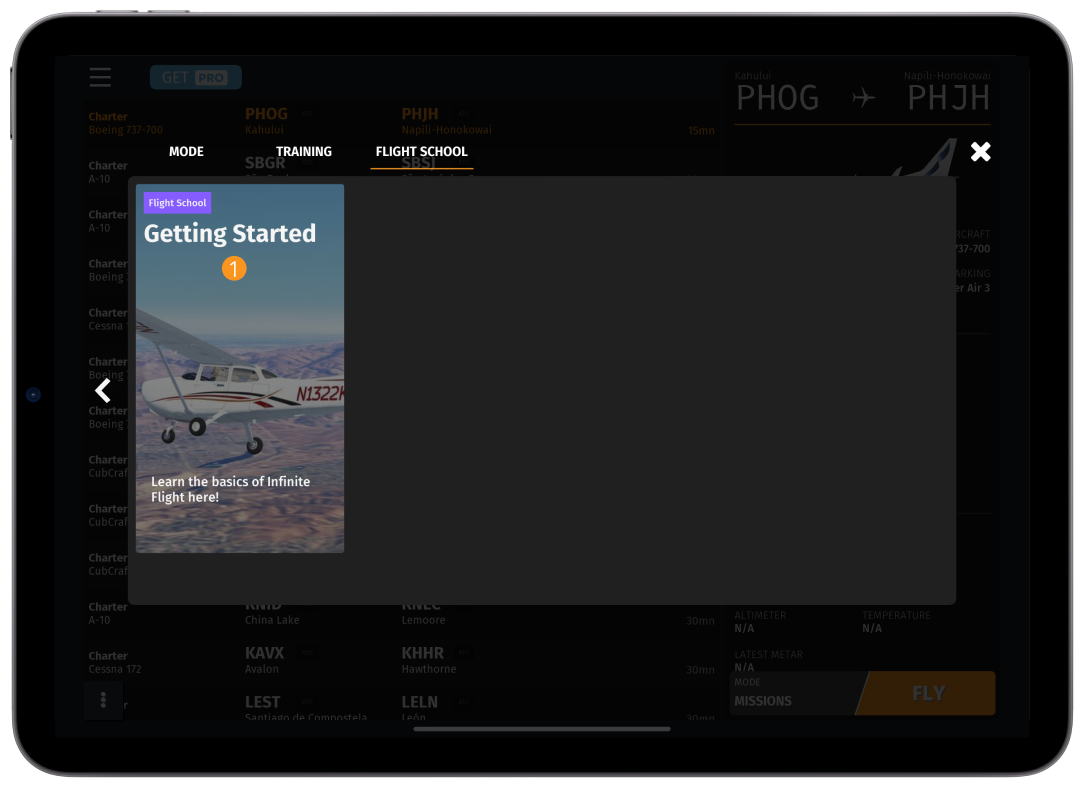 GET PRO
Kahului
Napili-Honokowai
PHOG
PHJH
Charter
Boeing 737-700
PHOG
Kahului
PHJH
Napili-Honokowai
15mn
MODE
TRAINING
FLIGHT SCHOOL
Charter
A-10
SBGR
SBSJ
Flight School
Getting Started
1
N1322
Learn the basics of Infinite
Flight here!
Charter
A-10
RCRAFT
737-700
Charter
Boeing
ARKING
er Air 3
Charter
Cessna
Charter
Boeing
Charter
Boeing
Charter
CubCraf
Charter
CubCraf
Charter
CubCraf
Charter
A-10
KNID
China Lake
KNLC
Lemoore
30mn
ALTIMETER
N/A
TEMPERATURE
N/A
Charter
Cessna 172
KAVX
Avalon
KHHR
Hawthorne
30mn
LATEST METAR
N/A
LEST
Santiago de Compostela
LELN
León
30mn
MODE
MISSIONS
FLY